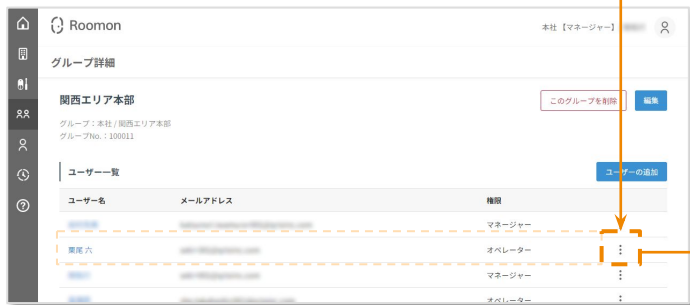 Roomon
本社 【マネージャー】
グループ詳細
関西エリア本部
このグループを削除
編集
グループ：本社 / 関西エリア本部
グループNo.：100011
ユーザー一覧
ユーザーの追加
ユーザー名 メールアドレス 権限
マネージャー
栗尾 六 オペレーター
マネージャー
オペレーター